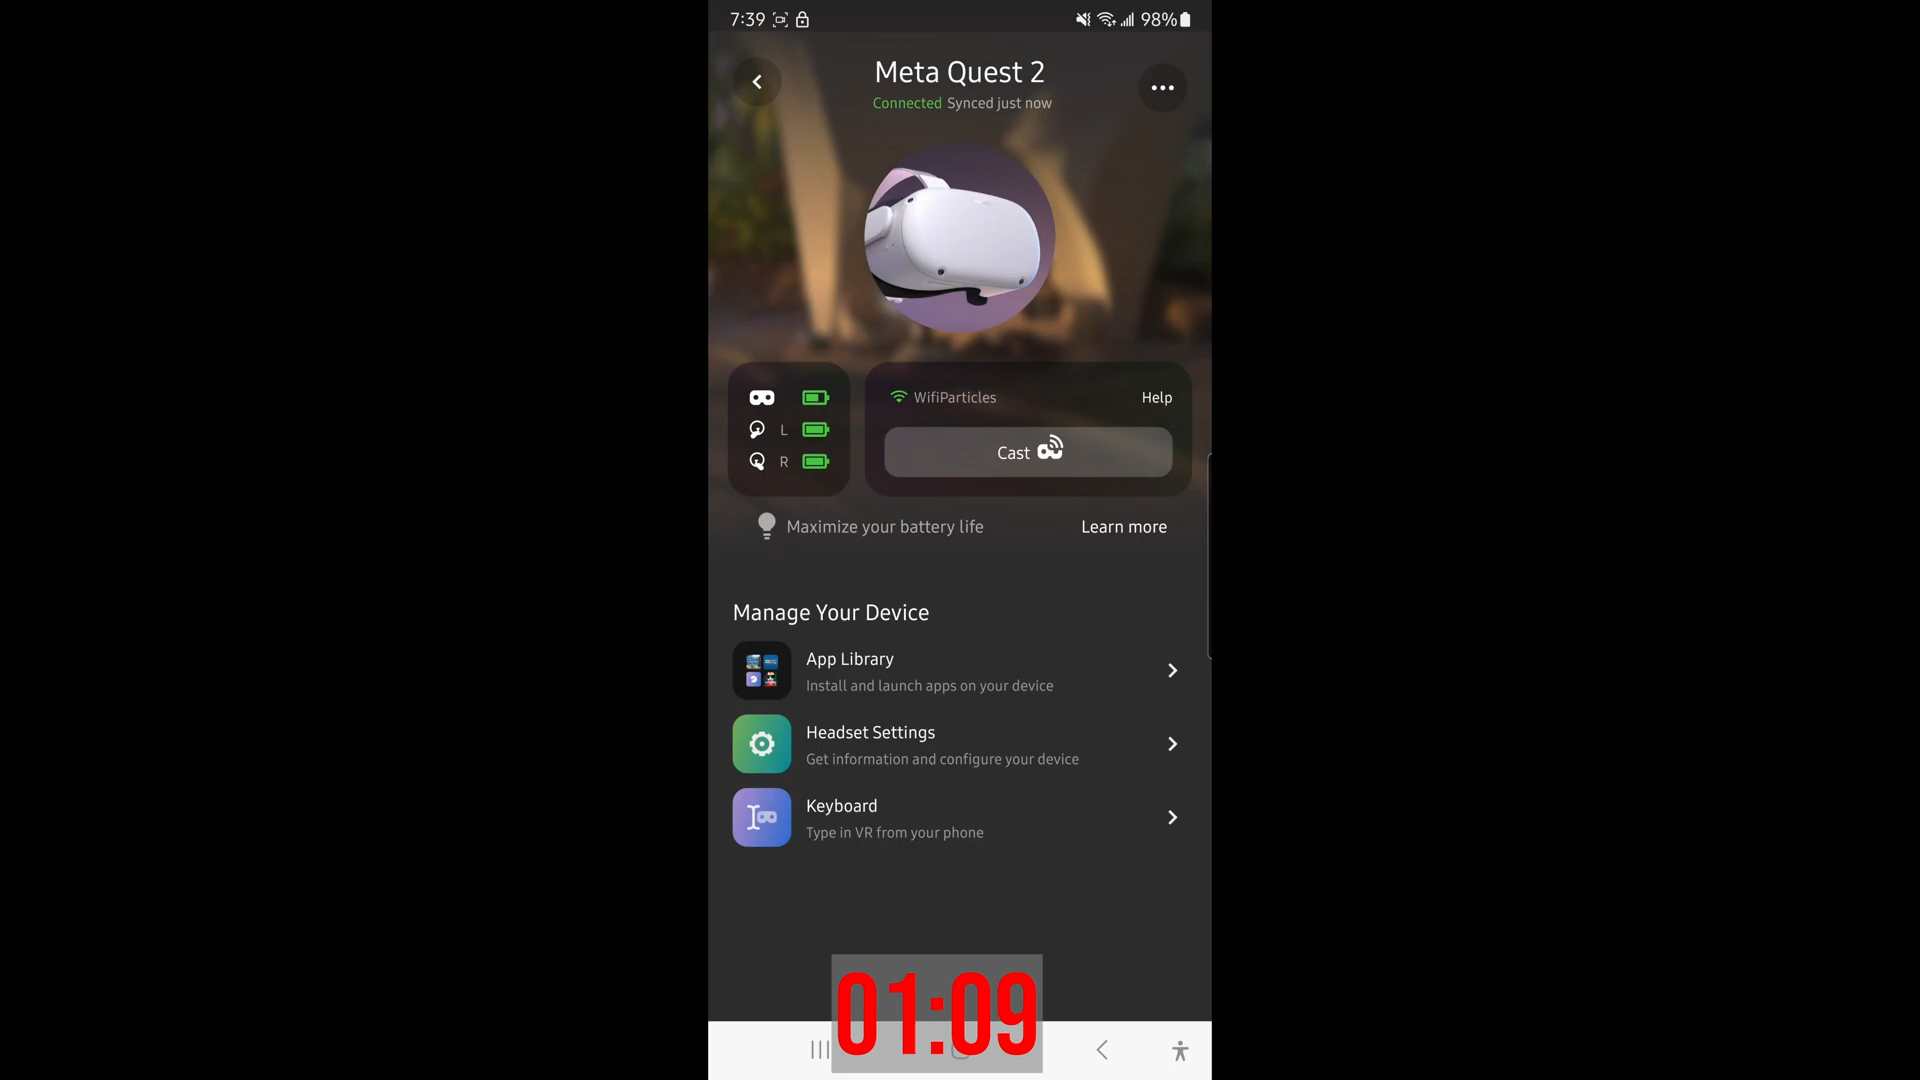 7:39 98%
Meta Quest 2
Connected Synced just now
WifiParticles Help
L
Cast
R
Maximize your battery life Learn more
Manage Your Device
App Library
Install and launch apps on your device
Headset Settings
Get information and configure your device
Keyboard
Type in VR from your phone
01:09